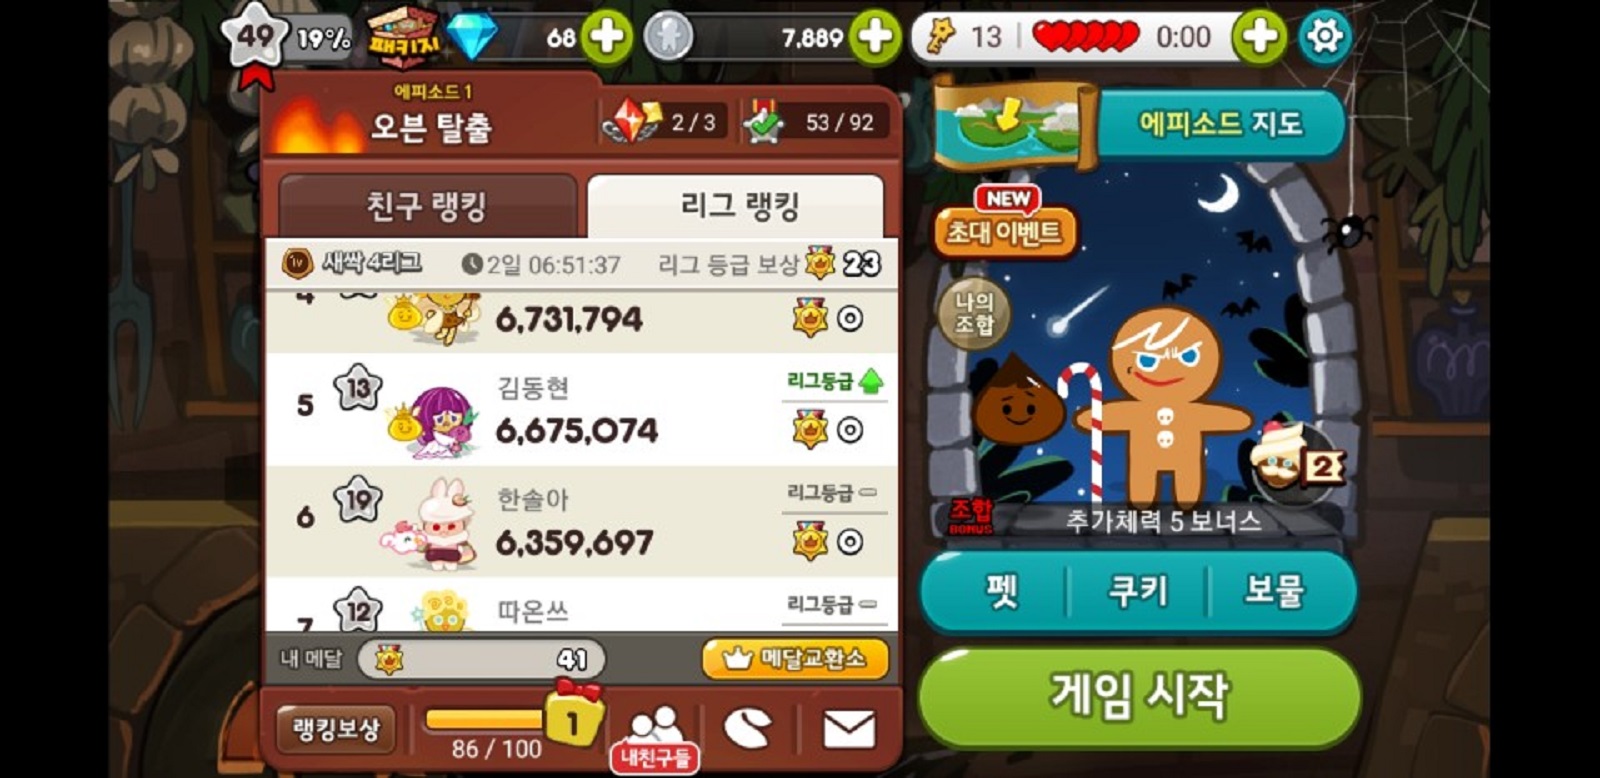 49 19% 패키지 68 7,889 13 0:00
에피소드 1
오븐 탈출 2 / 3 53 / 92
에피소드 지도
친구 랭킹 리그 랭킹
NEW
초대 이벤트
IV 새싹4리그 2일 06:51:37 리그 등급 보상 23
4 6,731,794
나의
조합
5 13 김동현 리그등급
6,675,074
6 19 한솔아 리그등급
6,359,697
2
조합
BONUS
추가체력 5 보너스
7 12 따온쓰 리그등급
펫 쿠키 보물
내 메달 41 메달교환소
게임 시작
랭킹보상 86 / 100 1 내친구들